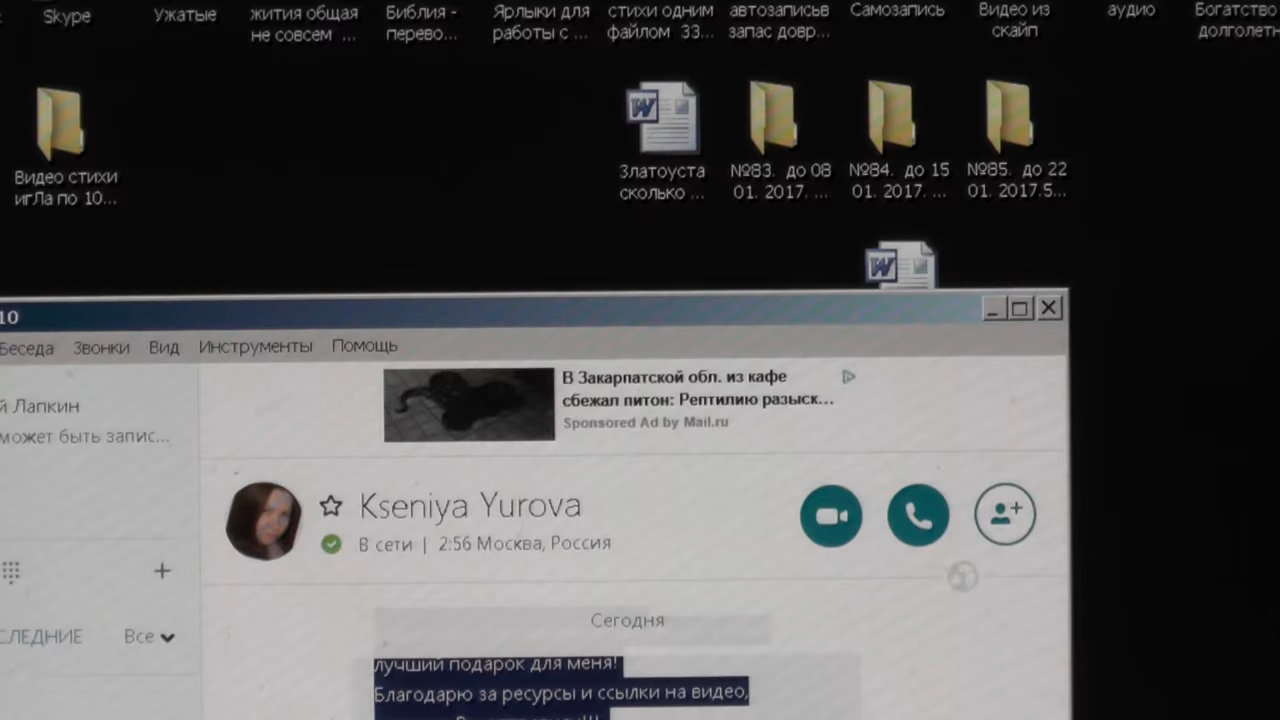 Skype
Ужатые
жития общая
не совсем ...
Библия -
перево...
Ярлыки для
работы с ...
стихи одним
файлом 33...
автозаписьв
запас довр...
Самозапись
Видео из
скайп
аудио
Богатство
долголетн
Видео стихи
игЛа по 10...
Златоуста
сколько ...
№83. до 08
01. 2017. ...
№84. до 15
01. 2017. ...
№85. до 22
01. 2017.5...
10
Беседа Звонки Вид Инструменты Помощь
В Закарпатской обл. из кафе
сбежал питон: Рептилию разыск...
Sponsored Ad by Mail.ru
й Лапкин
может быть запис...
Kseniya Yurova
В сети | 2:56 Москва, Россия
СЛЕДНИЕ Все
Сегодня
лучший подарок для меня!
Благодарю за ресурсы и ссылки на видео,